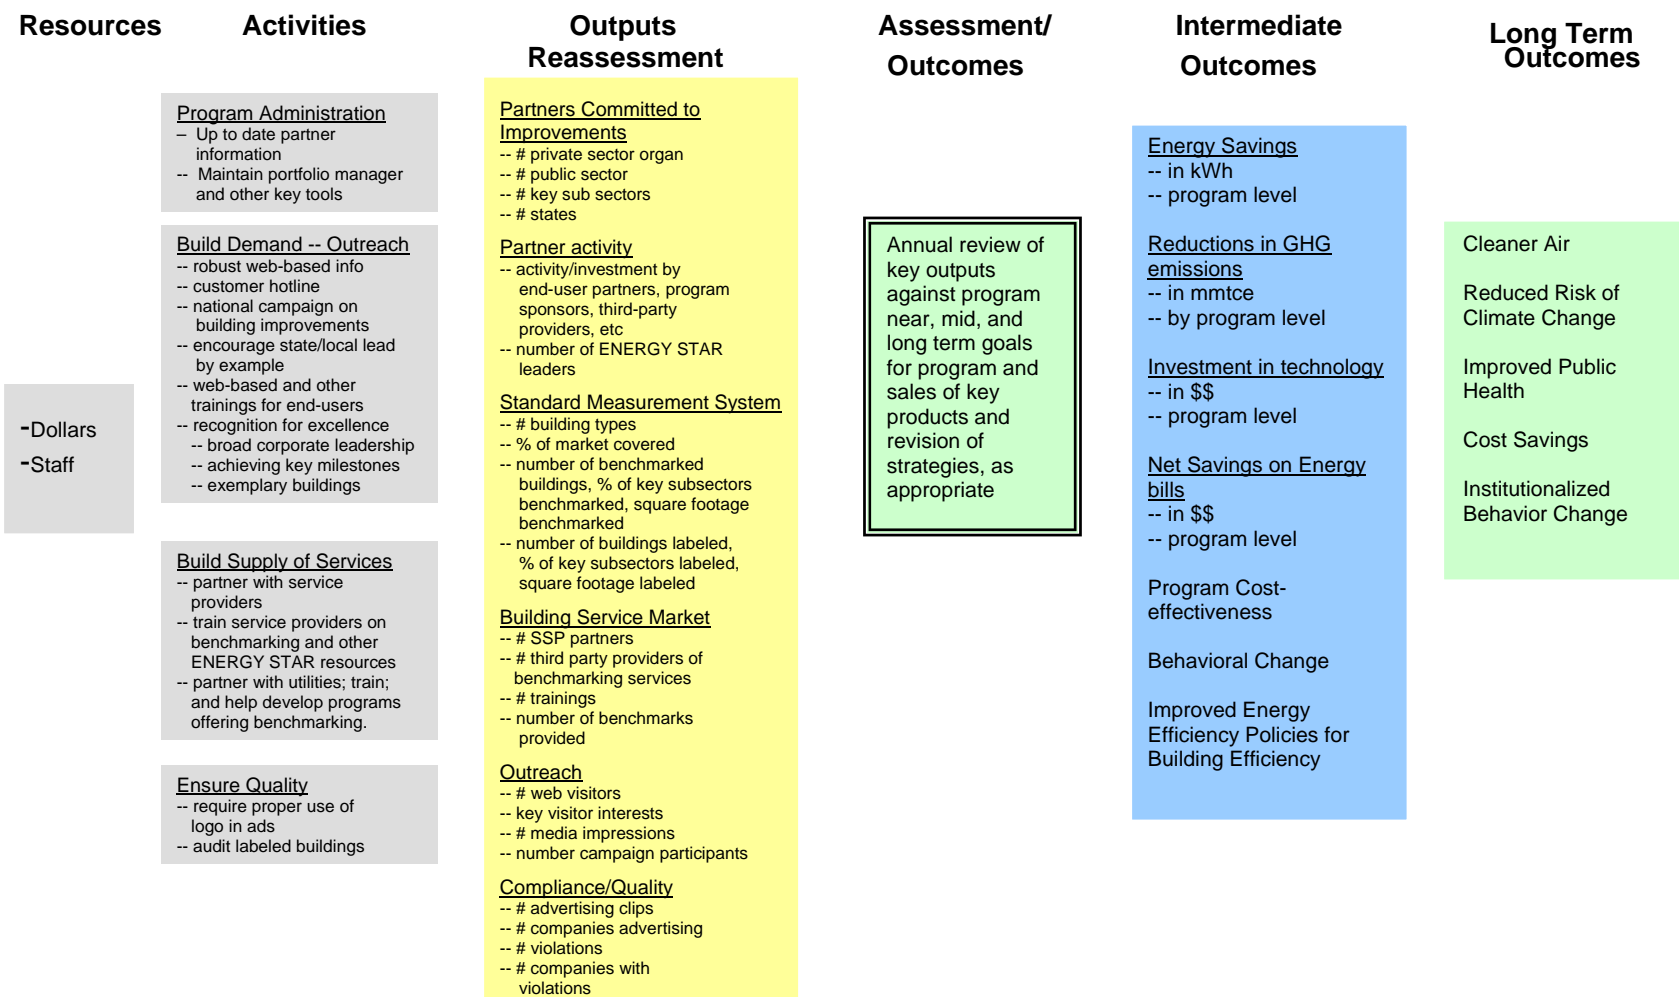 Resources
Activities
Outputs
Reassessment
Assessment/
Outcomes
Intermediate
Outcomes
Long Term
Outcomes
-Dollars
-Staff
Program Administration
– Up to date partner
information
-- Maintain portfolio manager
and other key tools
Build Demand -- Outreach
-- robust web-based info
-- customer hotline
-- national campaign on
building improvements
-- encourage state/local lead
by example
-- web-based and other
trainings for end-users
-- recognition for excellence
-- broad corporate leadership
-- achieving key milestones
-- exemplary buildings
Build Supply of Services
-- partner with service
providers
-- train service providers on
benchmarking and other
ENERGY STAR resources
-- partner with utilities; train;
and help develop programs
offering benchmarking.
Ensure Quality
-- require proper use of
logo in ads
-- audit labeled buildings
Partners Committed to
Improvements
-- # private sector organ
-- # public sector
-- # key sub sectors
-- # states
Partner activity
-- activity/investment by
end-user partners, program
sponsors, third-party
providers, etc
-- number of ENERGY STAR
leaders
Standard Measurement System
-- # building types
-- % of market covered
-- number of benchmarked
buildings, % of key subsectors
benchmarked, square footage
benchmarked
-- number of buildings labeled,
% of key subsectors labeled,
square footage labeled
Building Service Market
-- # SSP partners
-- # third party providers of
benchmarking services
-- # trainings
-- number of benchmarks
provided
Outreach
-- # web visitors
-- key visitor interests
-- # media impressions
-- number campaign participants
Compliance/Quality
-- # advertising clips
-- # companies advertising
-- # violations
-- # companies with
violations
Annual review of
key outputs
against program
near, mid, and
long term goals
for program and
sales of key
products and
revision of
strategies, as
appropriate
Energy Savings
-- in kWh
-- program level
Reductions in GHG
emissions
-- in mmtce
-- by program level
Investment in technology
-- in $$
-- program level
Net Savings on Energy
bills
-- in $$
-- program level
Program Cost-
effectiveness
Behavioral Change
Improved Energy
Efficiency Policies for
Building Efficiency
Cleaner Air
Reduced Risk of
Climate Change
Improved Public
Health
Cost Savings
Institutionalized
Behavior Change